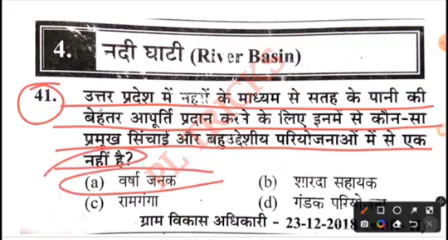 4. नदी घाटी (River Basin)
41. उत्तर प्रदेश में नहरों के माध्यम से सतह के पानी की
बेहतर आपूर्ति प्रदान करने के लिए इनमें से कौन-सा
प्रमुख सिंचाई और बहुउद्देशीय परियोजनाओं में से एक
नहीं है?
(a) वर्षा जनक (b) शारदा सहायक
(c) रामगंगा (d) गंडक
ग्राम विकास अधिकारी - 23-12-2018